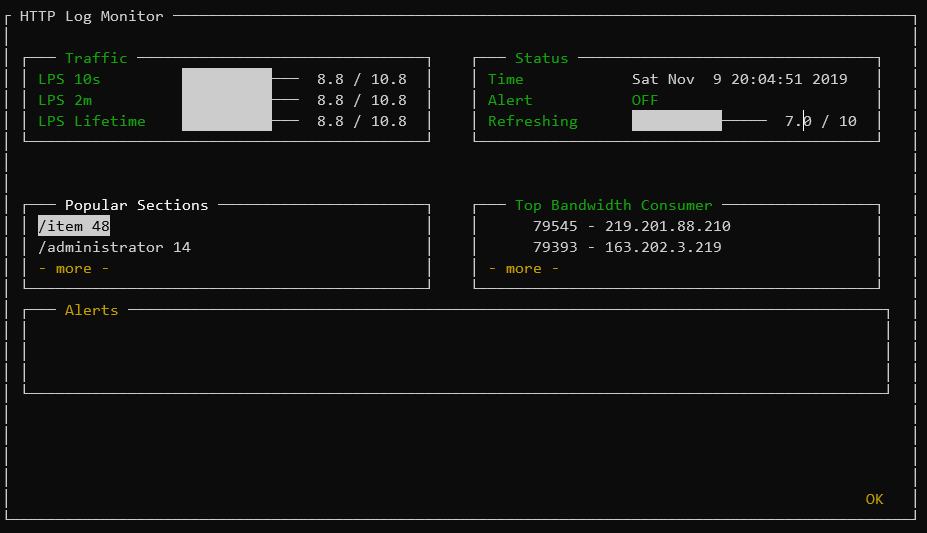 HTTP Log Monitor
Traffic
LPS 10s 8.8 / 10.8
LPS 2m 8.8 / 10.8
LPS Lifetime 8.8 / 10.8
Status
Time Sat Nov  9 20:04:51 2019
Alert OFF
Refreshing 7.0 / 10
Popular Sections
/item 48
/administrator 14
- more -
Top Bandwidth Consumer
79545 - 219.201.88.210
79393 - 163.202.3.219
- more -
Alerts
OK